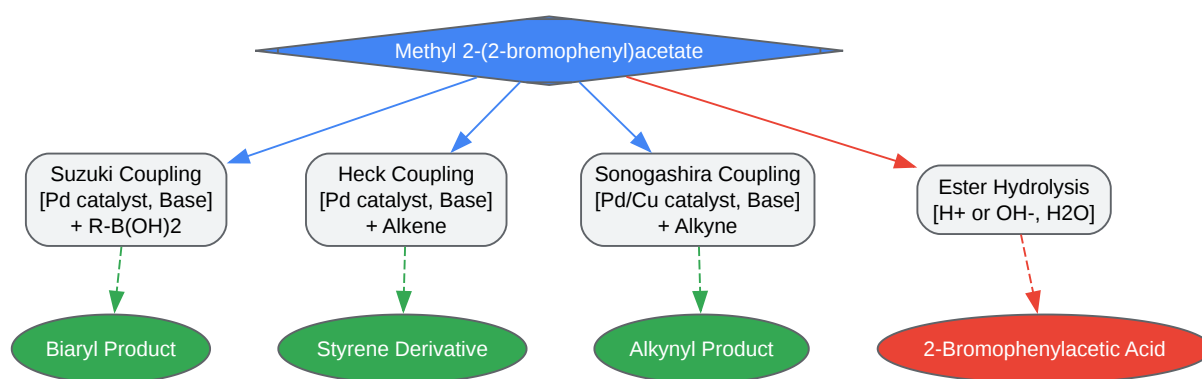 Methyl 2-(2-bromophenyl)acetate
Suzuki Coupling
[Pd catalyst, Base]
+ R-B(OH)2
Heck Coupling
[Pd catalyst, Base]
+ Alkene
Sonogashira Coupling
[Pd/Cu catalyst, Base]
+ Alkyne
Ester Hydrolysis
[H+ or OH-, H2O]
Biaryl Product
Styrene Derivative
Alkynyl Product
2-Bromophenylacetic Acid